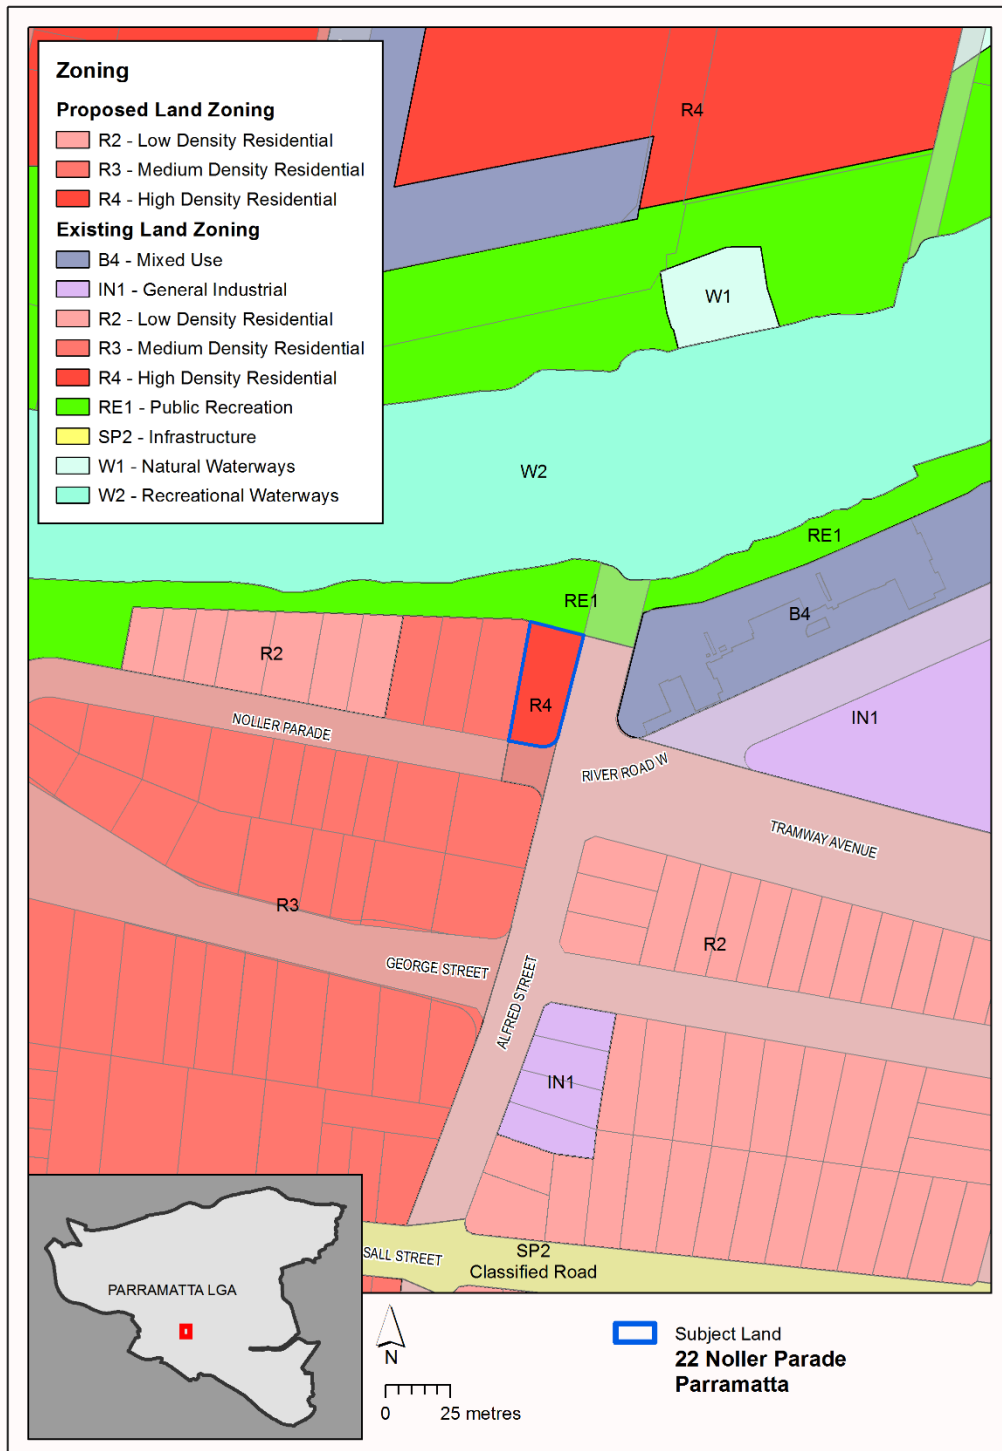 Zoning
Proposed Land Zoning
R2 - Low Density Residential
R3 - Medium Density Residential
R4 - High Density Residential
Existing Land Zoning
B4 - Mixed Use
IN1 - General Industrial
R2 - Low Density Residential
R3 - Medium Density Residential
R4 - High Density Residential
RE1 - Public Recreation
SP2 - Infrastructure
W1 - Natural Waterways
W2 - Recreational Waterways
R4
W1
W2
RE1
RE1
B4
R2
R4
IN1
NOLLER PARADE
RIVER ROAD W
TRAMWAY AVENUE
R3
R2
GEORGE STREET
ALFRED STREET
IN1
SALL STREET
SP2
Classified Road
PARRAMATTA LGA
N
0 25 metres
Subject Land
22 Noller Parade
Parramatta